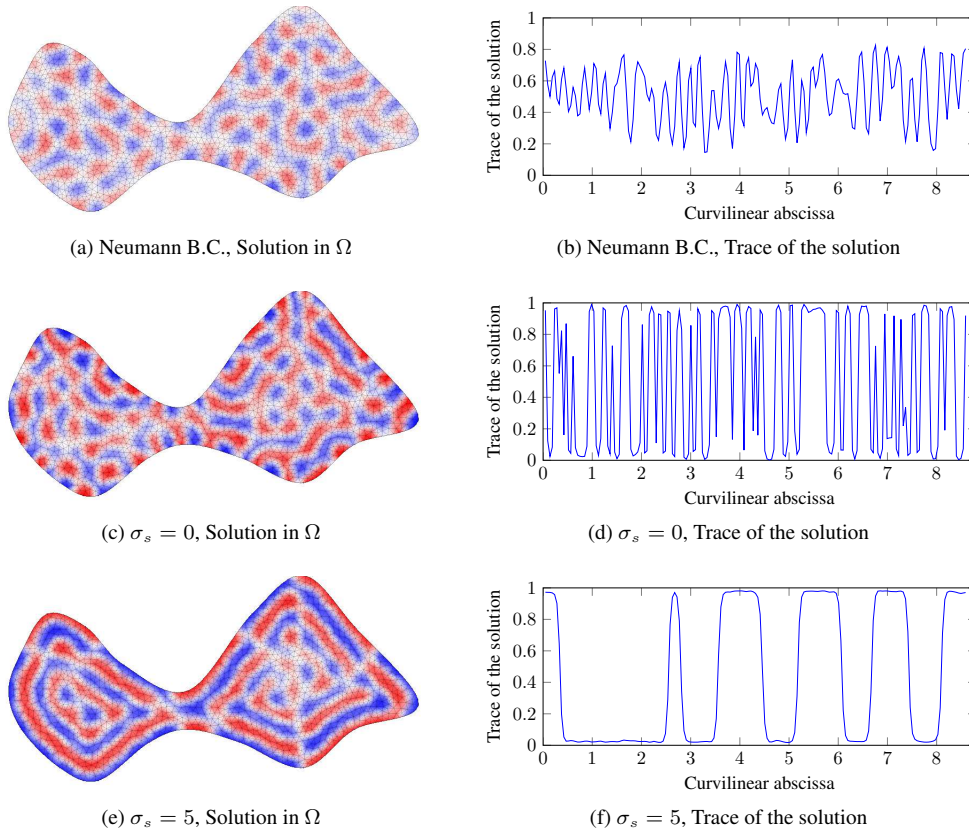 Trace of the solution
1
0.8
0.6
0.4
0.2
0
0 1 2 3 4 5 6 7 8
Curvilinear abscissa
(a) Neumann B.C., Solution in Ω
(b) Neumann B.C., Trace of the solution
Trace of the solution
1
0.8
0.6
0.4
0.2
0
0 1 2 3 4 5 6 7 8
Curvilinear abscissa
(c) σ_s = 0, Solution in Ω
(d) σ_s = 0, Trace of the solution
Trace of the solution
1
0.8
0.6
0.4
0.2
0
0 1 2 3 4 5 6 7 8
Curvilinear abscissa
(e) σ_s = 5, Solution in Ω
(f) σ_s = 5, Trace of the solution